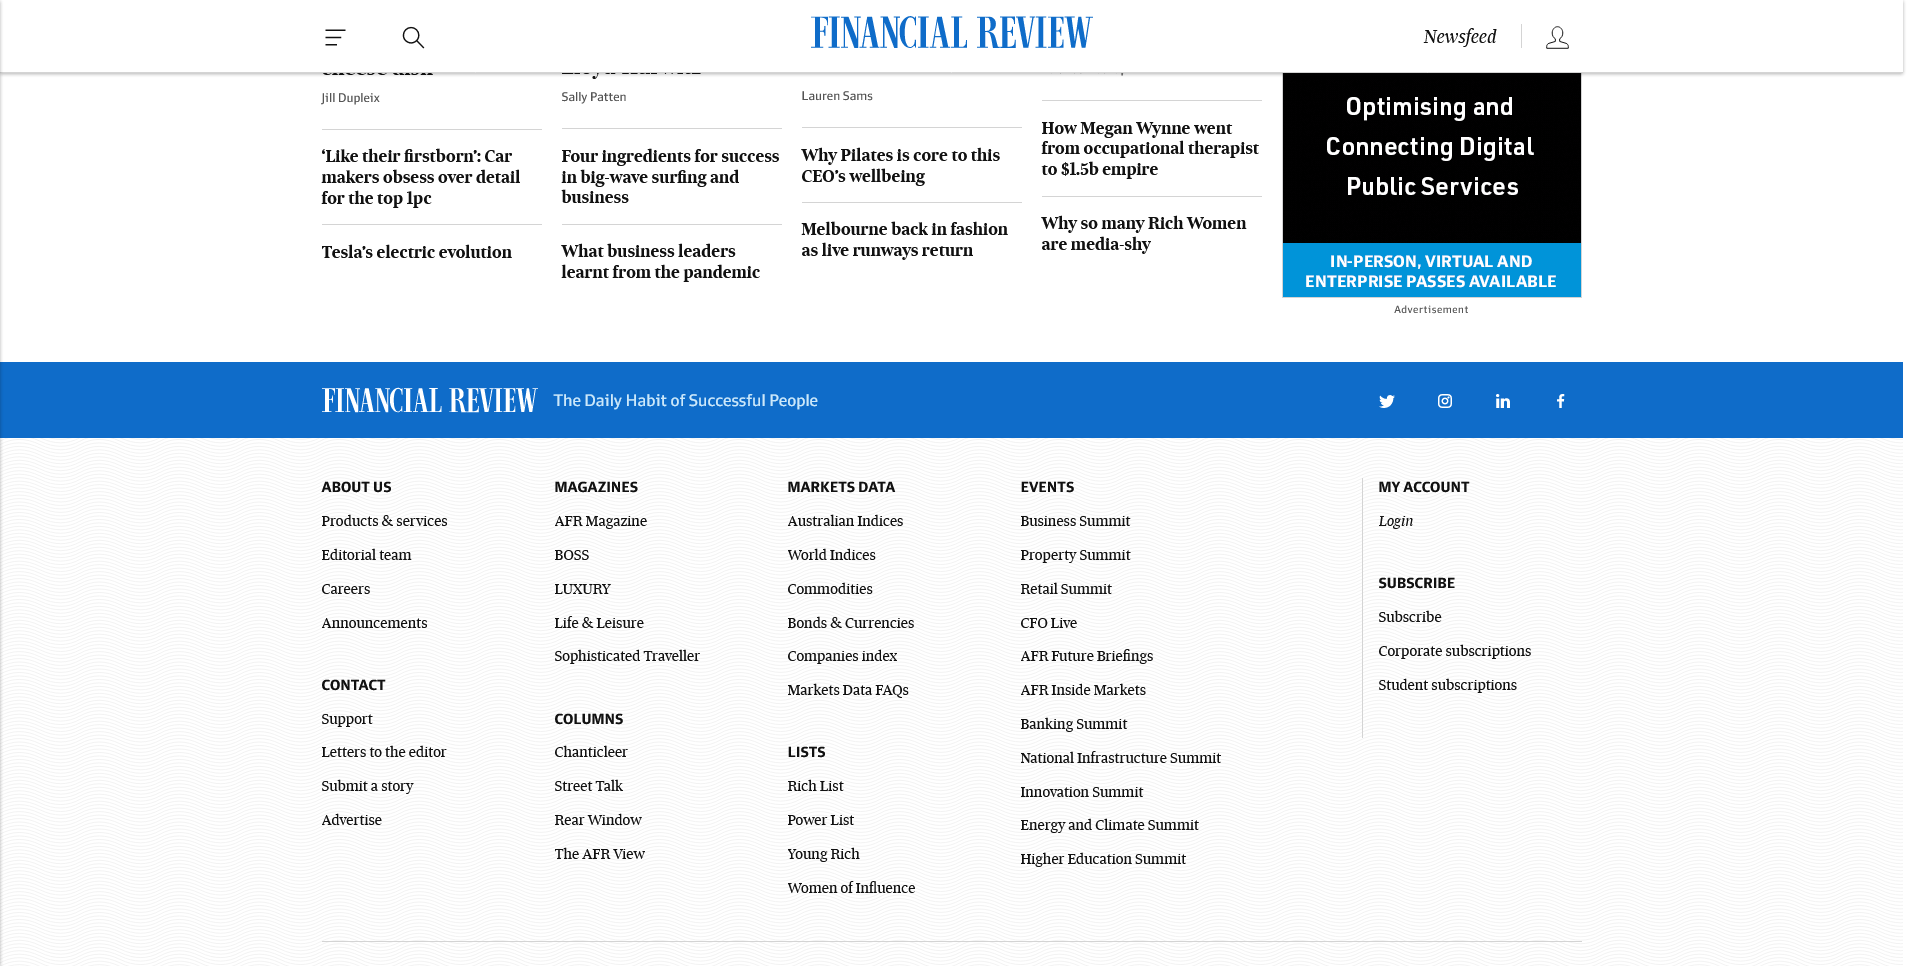 FINANCIAL REVIEW
Newsfeed
Jill Dupleix
Sally Patten
Lauren Sams
'Like their firstborn': Car
makers obsess over detail
for the top 1pc
Tesla's electric evolution
Four ingredients for success
in big-wave surfing and
business
What business leaders
learnt from the pandemic
Why Pilates is core to this
CEO's wellbeing
Melbourne back in fashion
as live runways return
How Megan Wynne went
from occupational therapist
to $1.5b empire
Why so many Rich Women
are media-shy
Optimising and
Connecting Digital
Public Services
IN-PERSON, VIRTUAL AND
ENTERPRISE PASSES AVAILABLE
Advertisement
FINANCIAL REVIEW The Daily Habit of Successful People
ABOUT US
Products & services
Editorial team
Careers
Announcements
CONTACT
Support
Letters to the editor
Submit a story
Advertise
MAGAZINES
AFR Magazine
BOSS
LUXURY
Life & Leisure
Sophisticated Traveller
COLUMNS
Chanticleer
Street Talk
Rear Window
The AFR View
MARKETS DATA
Australian Indices
World Indices
Commodities
Bonds & Currencies
Companies index
Markets Data FAQs
LISTS
Rich List
Power List
Young Rich
Women of Influence
EVENTS
Business Summit
Property Summit
Retail Summit
CFO Live
AFR Future Briefings
AFR Inside Markets
Banking Summit
National Infrastructure Summit
Innovation Summit
Energy and Climate Summit
Higher Education Summit
MY ACCOUNT
Login
SUBSCRIBE
Subscribe
Corporate subscriptions
Student subscriptions